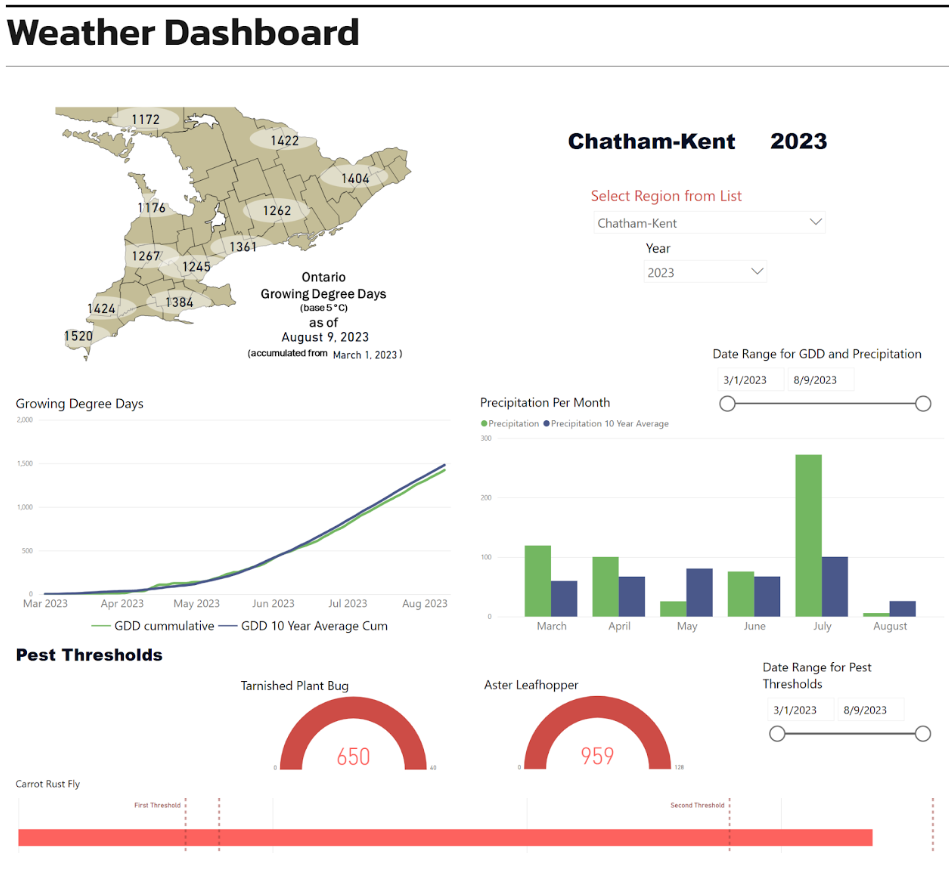 Weather Dashboard
1172
1422
1404
1176
1262
1361
1267
1245
1424
1384
1520
Ontario
Growing Degree Days
(base 5°C)
as of
August 9, 2023
(accumulated from March 1, 2023)
Chatham-Kent 2023
Select Region from List
Chatham-Kent
Year
2023
Date Range for GDD and Precipitation
3/1/2023 8/9/2023
Growing Degree Days
2,000
1,500
1,000
500
0
Mar 2023 Apr 2023 May 2023 Jun 2023 Jul 2023 Aug 2023
GDD cummulative GDD 10 Year Average Cum
Precipitation Per Month
Precipitation Precipitation 10 Year Average
300
200
100
0
March April May June July August
Pest Thresholds
Tarnished Plant Bug
650
0 40
Aster Leafhopper
959
0 128
Date Range for Pest
Thresholds
3/1/2023 8/9/2023
Carrot Rust Fly
First Threshold Second Threshold